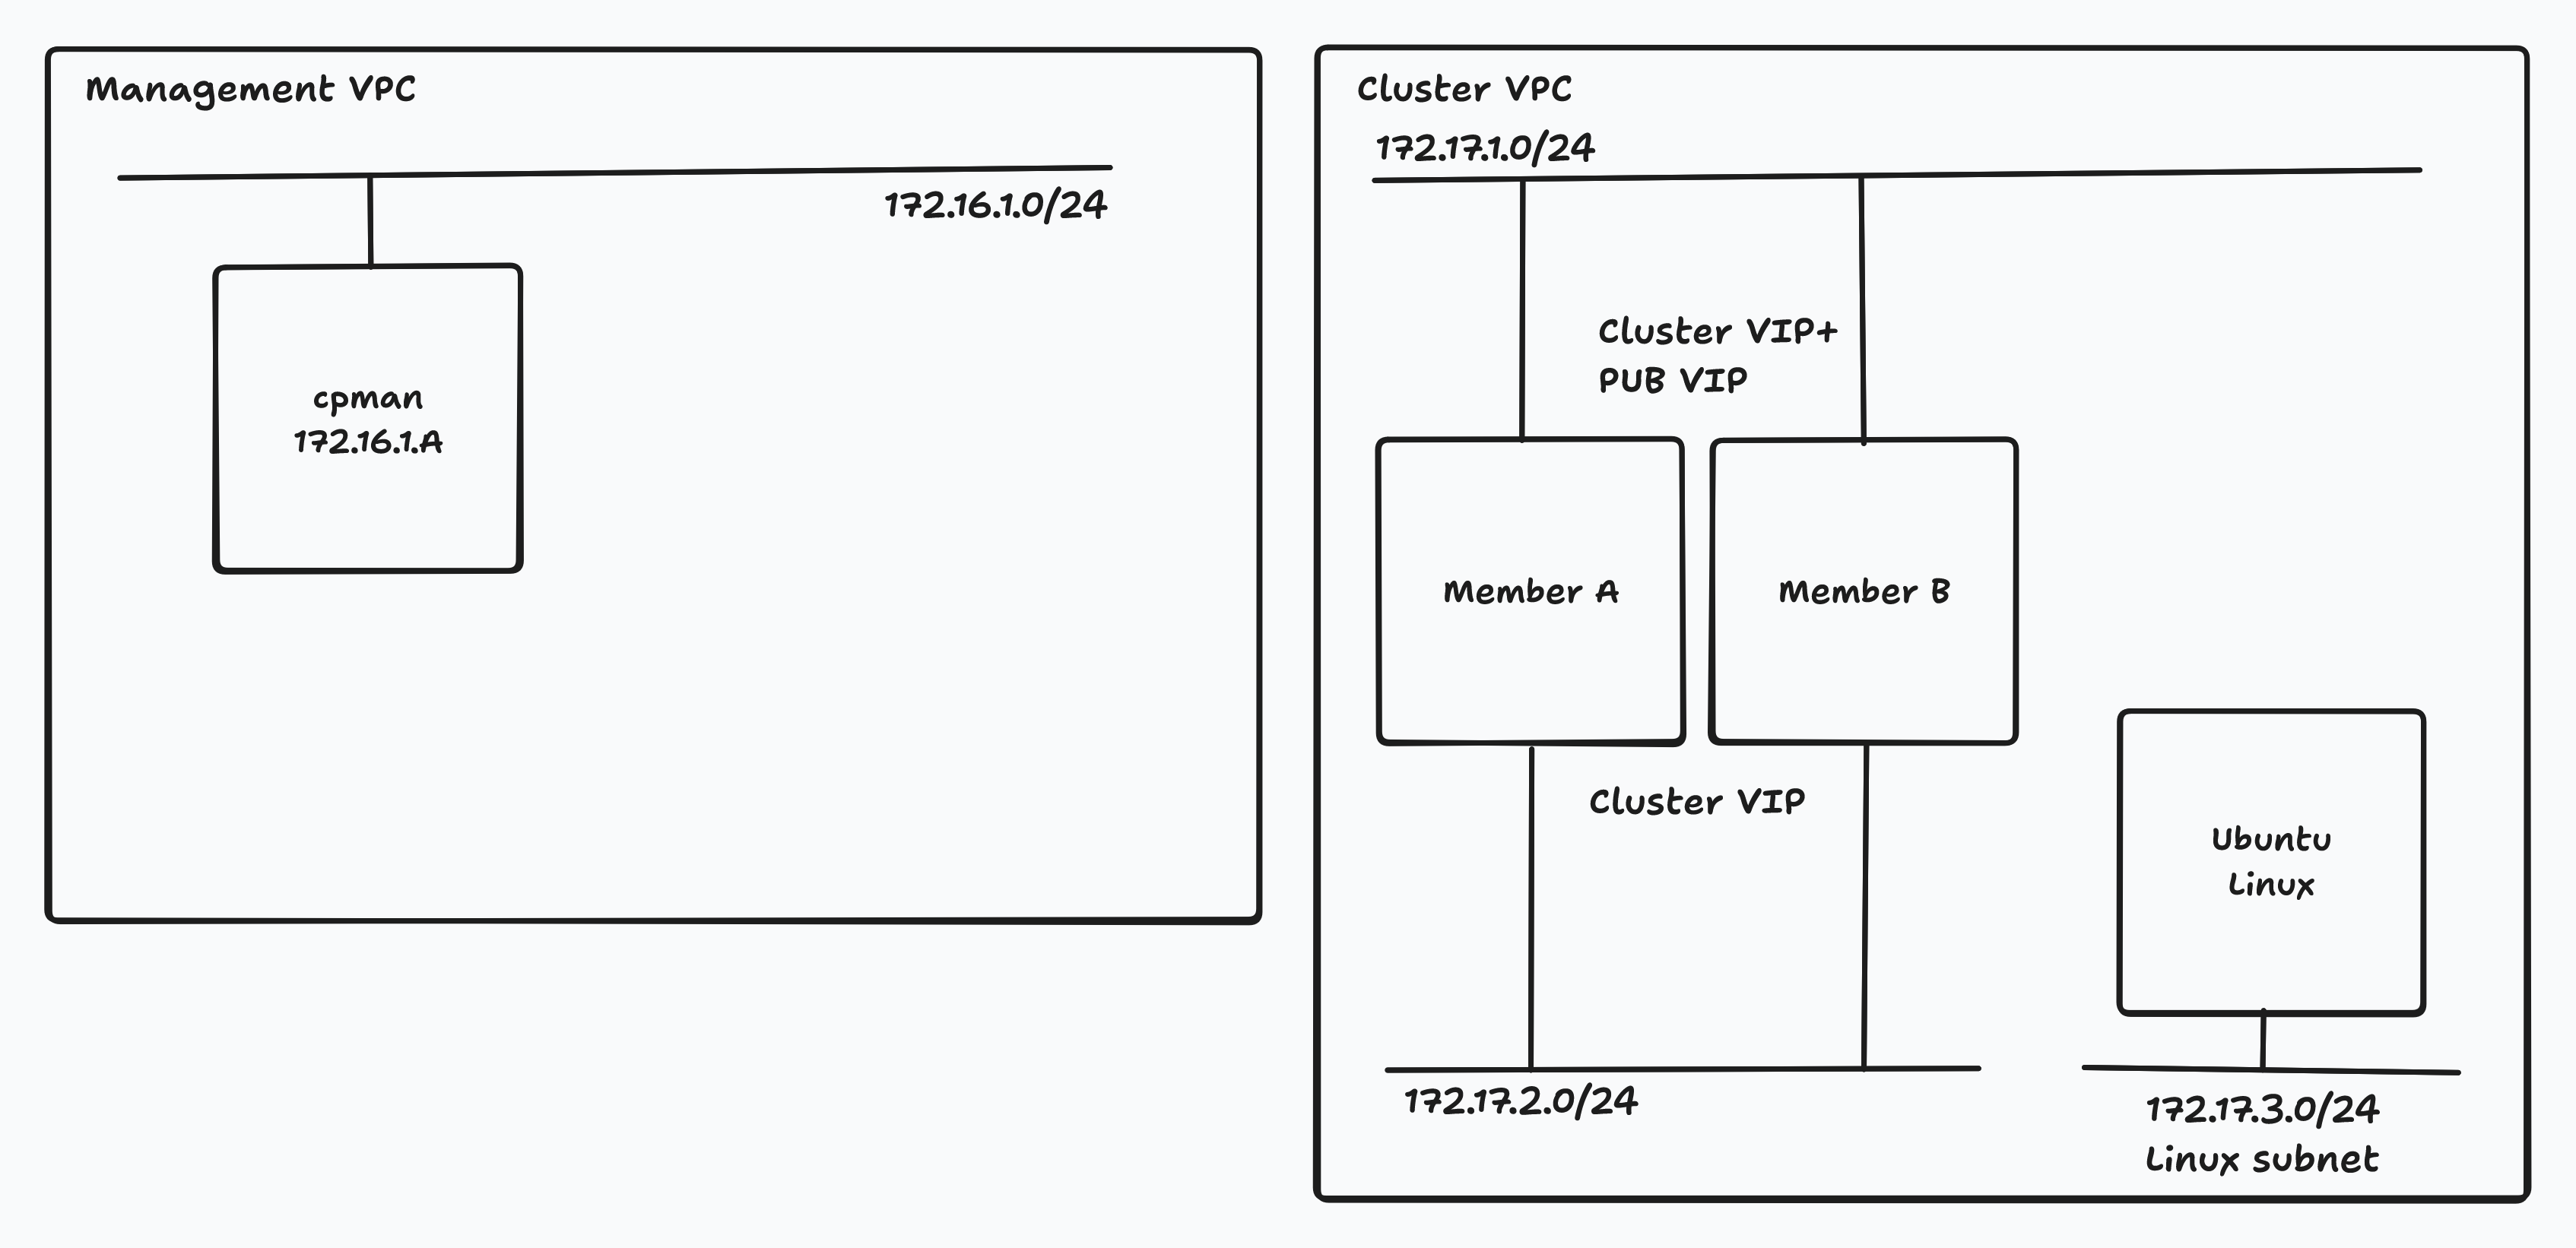 Management VPC
172.16.1.0/24
cpman
172.16.1.A
Cluster VPC
172.17.1.0/24
Cluster VIP+
PUB VIP
Member A
Member B
Cluster VIP
Ubuntu
Linux
172.17.2.0/24
172.17.3.0/24
Linux subnet